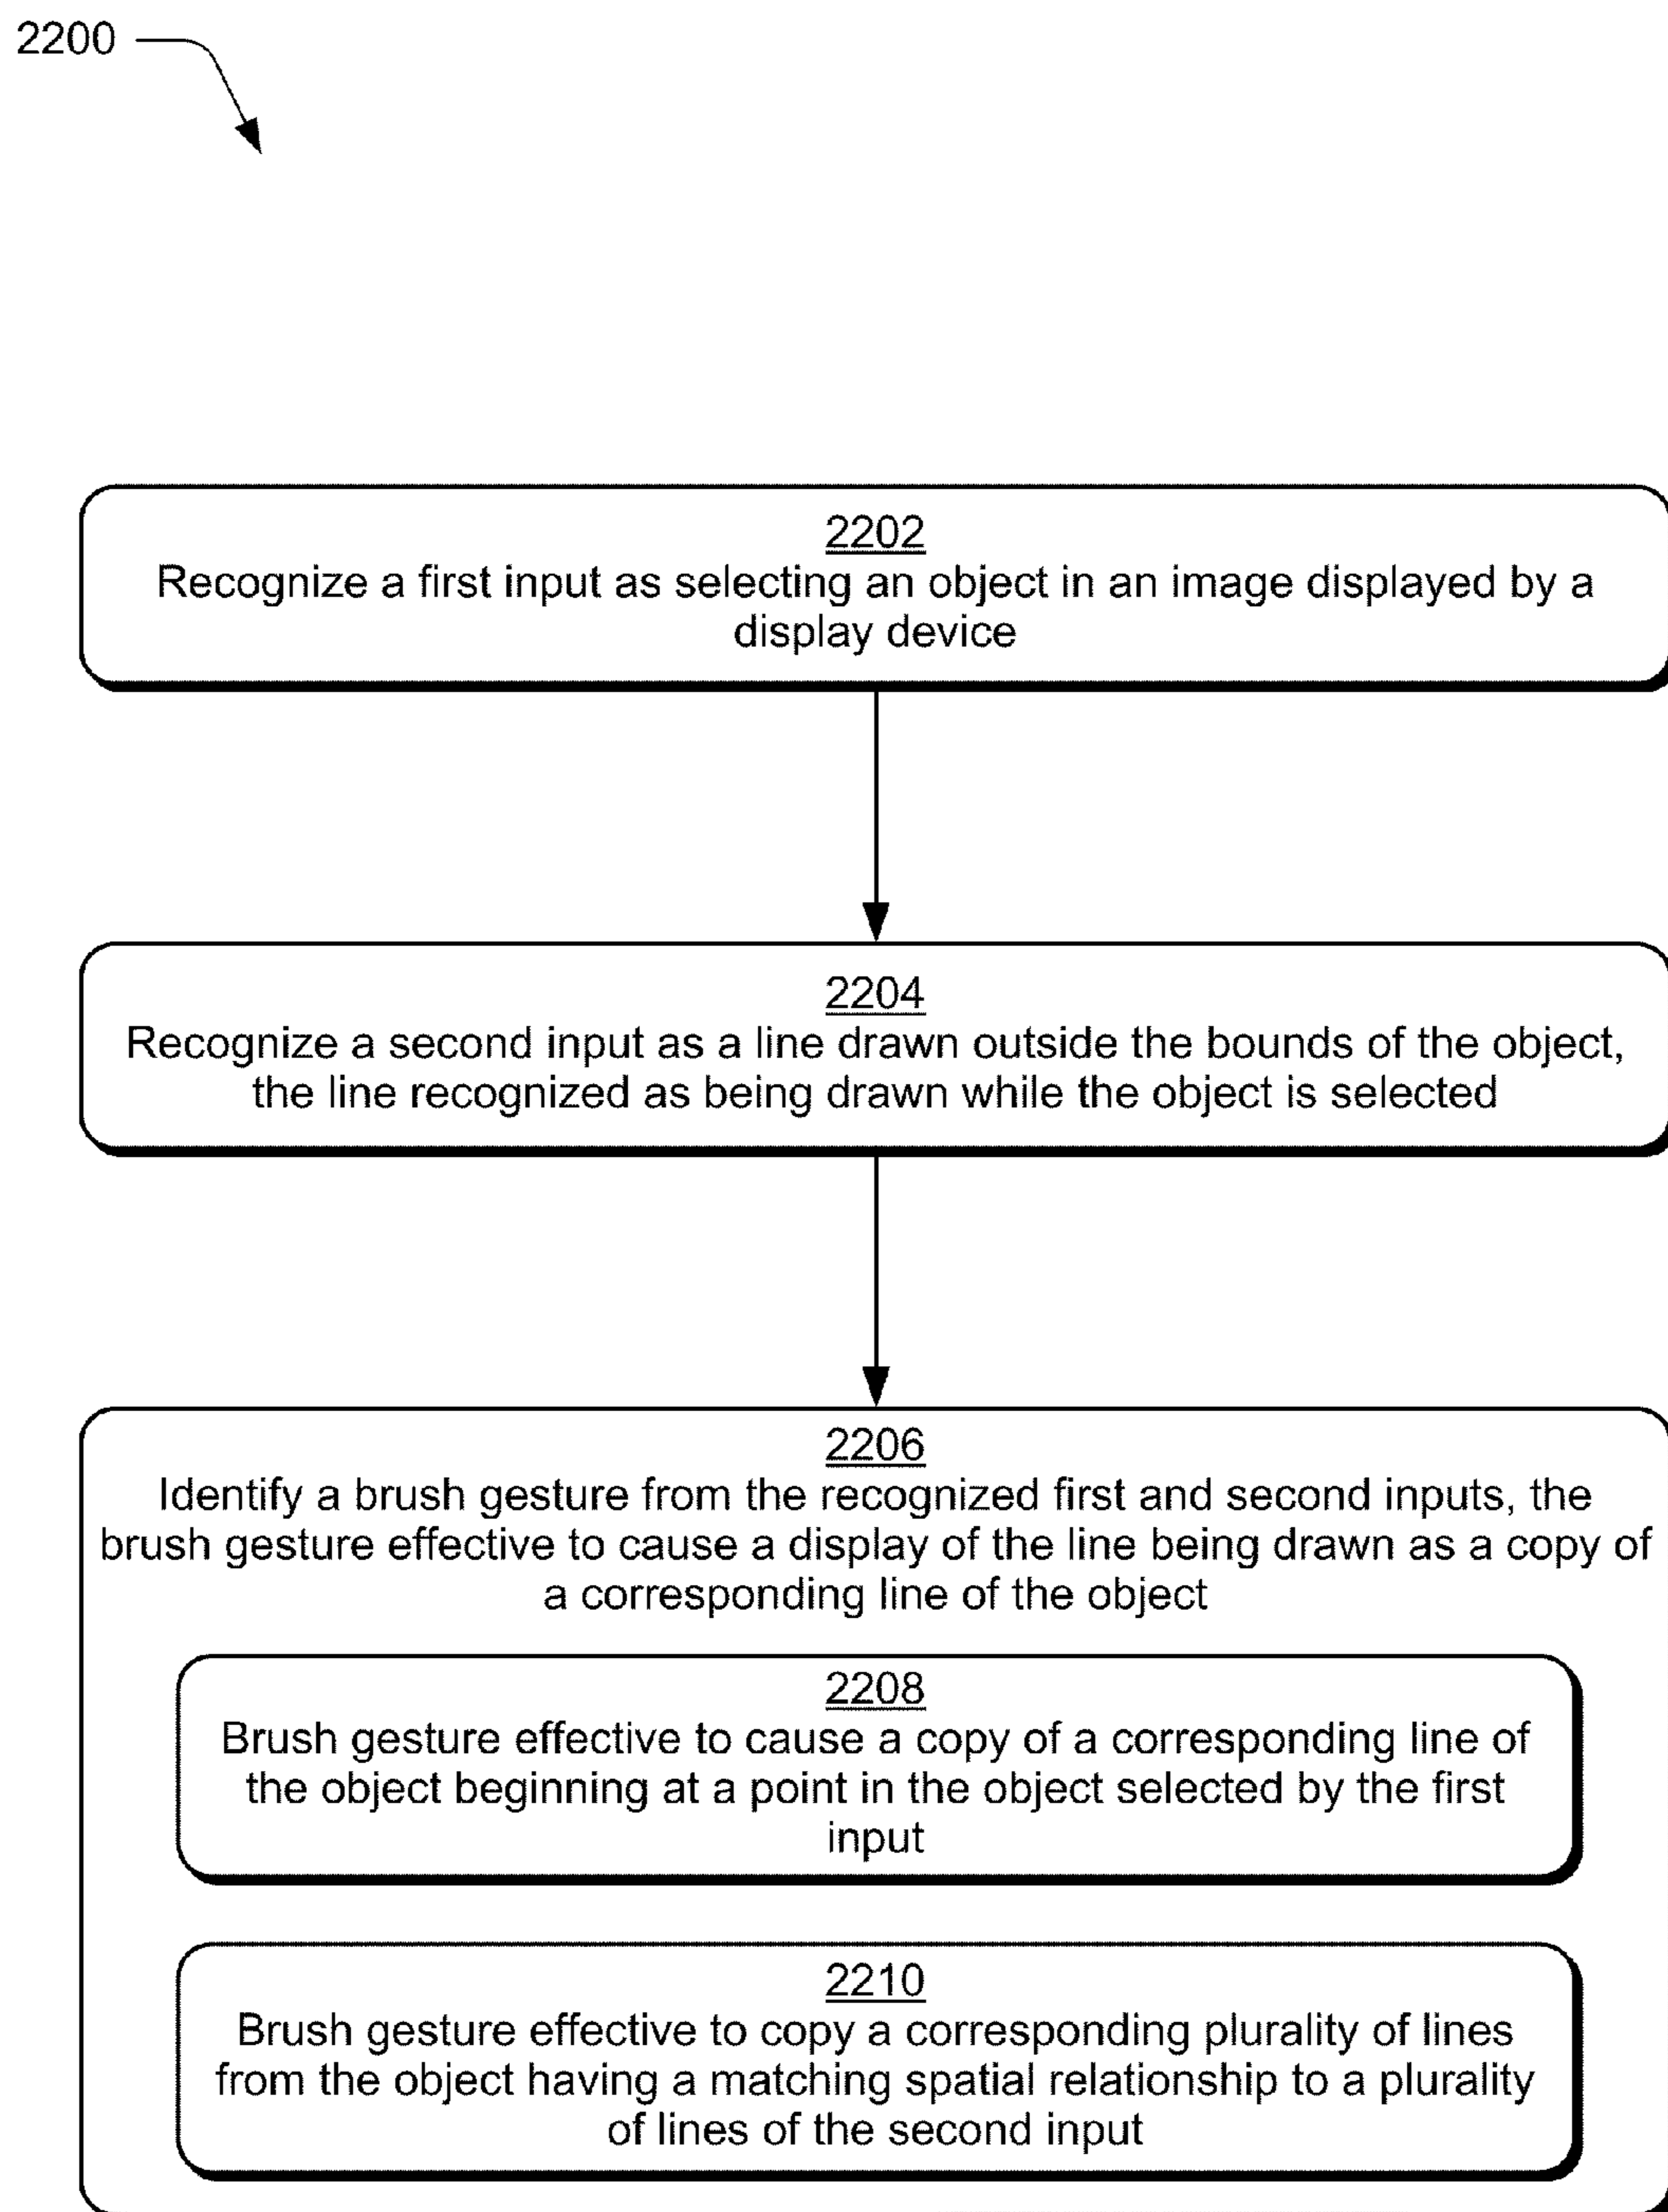 2200
2202
Recognize a first input as selecting an object in an image displayed by a
display device
2204
Recognize a second input as a line drawn outside the bounds of the object,
the line recognized as being drawn while the object is selected
2206
Identify a brush gesture from the recognized first and second inputs, the
brush gesture effective to cause a display of the line being drawn as a copy of
a corresponding line of the object
2208
Brush gesture effective to cause a copy of a corresponding line of
the object beginning at a point in the object selected by the first
input
2210
Brush gesture effective to copy a corresponding plurality of lines
from the object having a matching spatial relationship to a plurality
of lines of the second input